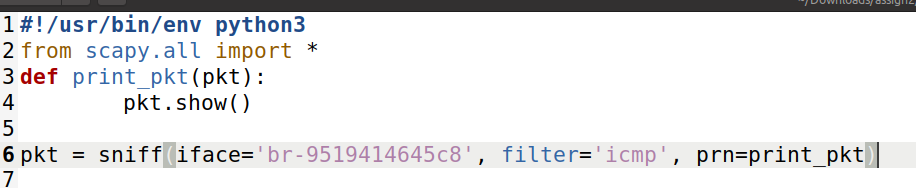 ~/Downloads/assign2/
1 #!/usr/bin/env python3
2 from scapy.all import *
3 def print_pkt(pkt):
4         pkt.show()
5
6 pkt = sniff(iface='br-9519414645c8', filter='icmp', prn=print_pkt)
7